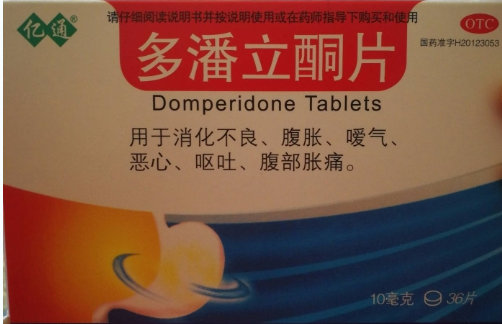 请仔细阅读说明书并按说明使用或在药师指导下购买和使用
亿通®
OTC
国药准字H20123053
多潘立酮片
Domperidone Tablets
用于消化不良、腹胀、嗳气、
恶心、呕吐、腹部胀痛。
10毫克 36片